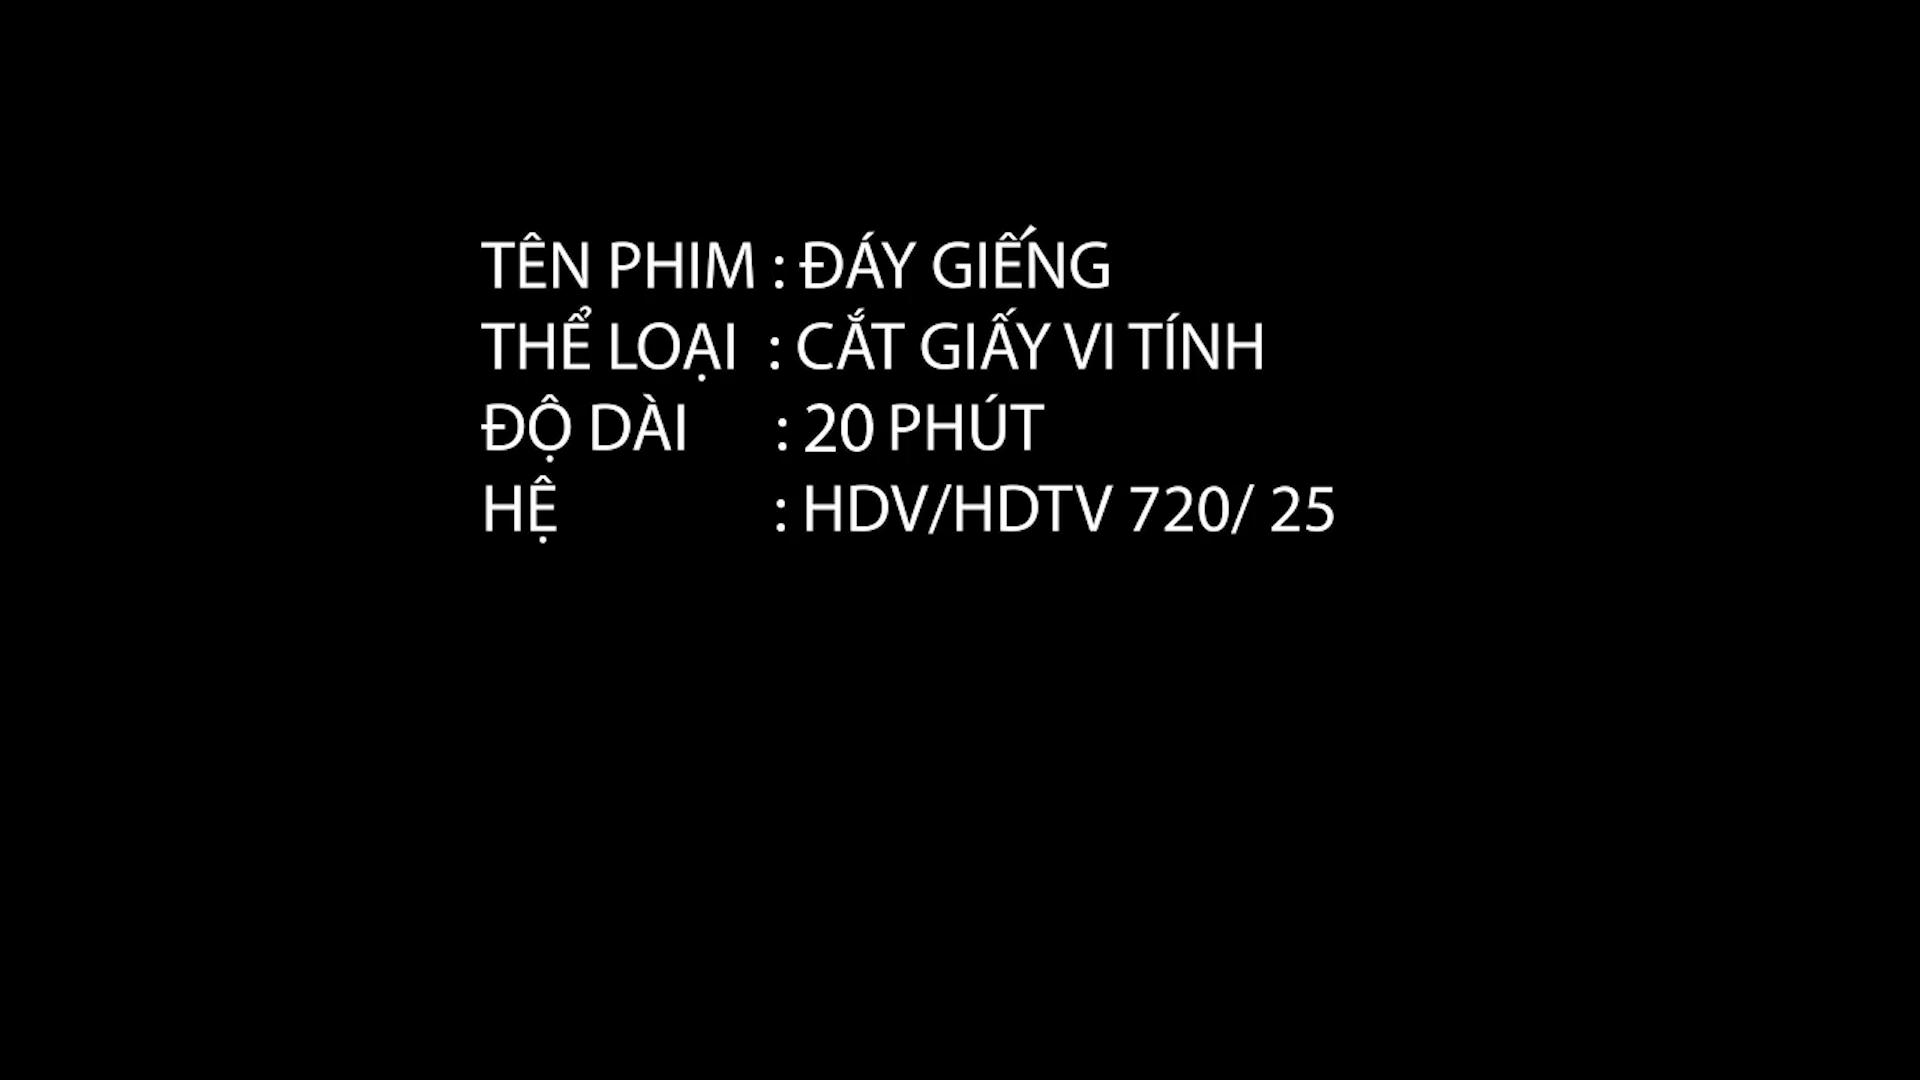 TÊN PHIM : ĐÁY GIẾNG
THỂ LOẠI : CẮT GIẤY VI TÍNH
ĐỘ DÀI : 20 PHÚT
HỆ : HDV/HDTV 720/ 25